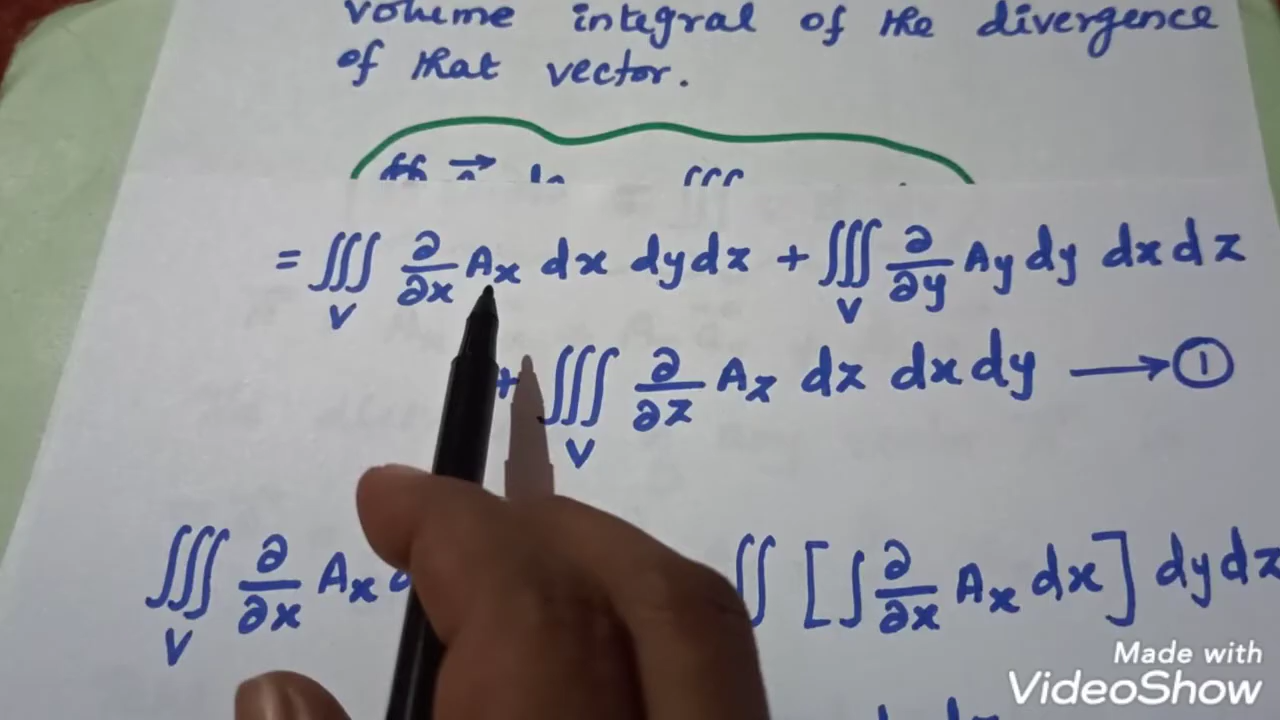 volume integral of the divergence
of that vector.
= ∭_V ∂/∂x A_x dx dy dz + ∭_V ∂/∂y A_y dy dx dz
+ ∭_V ∂/∂z A_z dz dx dy → ①
∭_V ∂/∂x A_x ∬ [∫ ∂/∂x A_x dx] dy dz
Made with
VideoShow